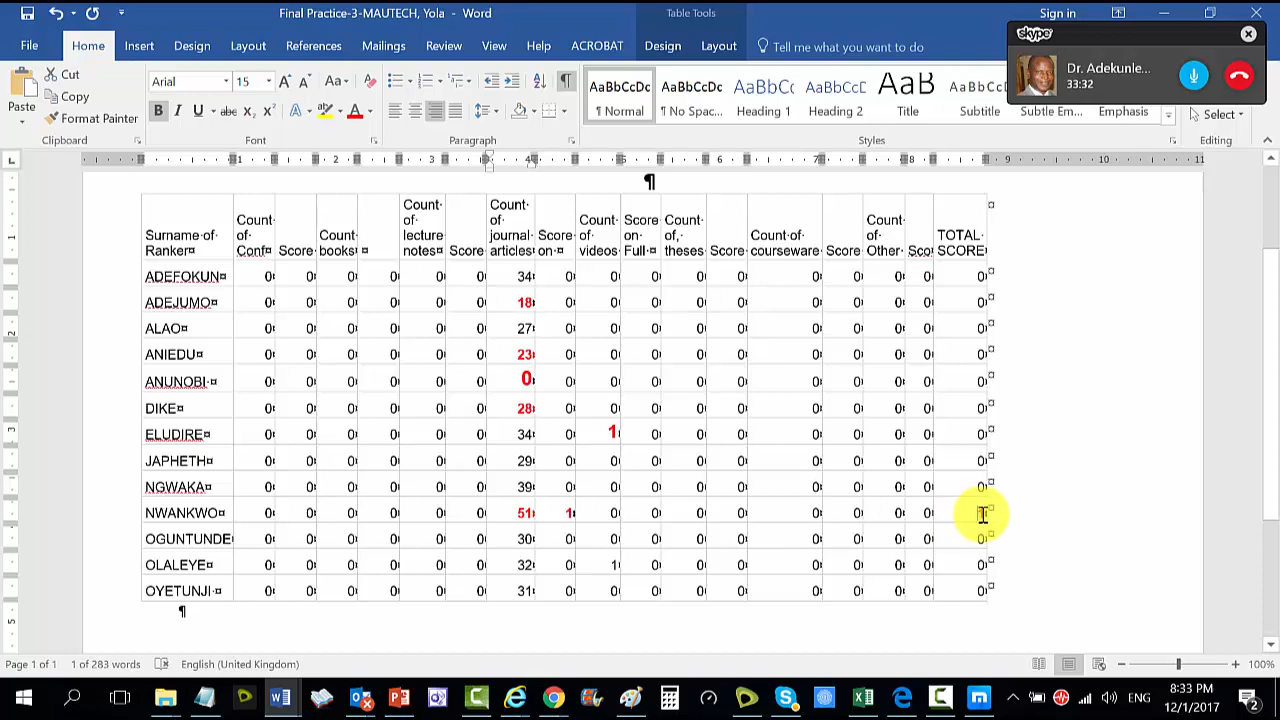 Final Practice-3-MAUTECH, Yola - Word
Table Tools
Sign in
File Home Insert Design Layout References Mailings Review View Help ACROBAT Design Layout Tell me what you want to do
skype
Dr. Adekunle...
33:32
Paste
Cut
Copy
Format Painter
Arial 15
AaBbCcDc AaBbCcDc AaBbCc AaBbCcD AaB AaBbCcD
¶ Normal ¶ No Spac... Heading 1 Heading 2 Title Subtitle Subtle Em... Emphasis
Select
Clipboard Font Paragraph Styles Editing
1 2 3 4 5 6 7 8 9 10 11
¶
Surname of Ranker¤ Count of Conf¤ Score Count books ¤ Count of lecture notes¤ Score Count of journal articles Score on ¤ Count of videos Score on Full ¤ Count of, theses Score Count of courseware Score Count of Other Scor TOTAL SCORE
ADEFOKUN¤ 0 0 0 0 0 0 34 0 0 0 0 0 0 0 0 0 0
ADEJUMO¤ 0 0 0 0 0 0 18 0 0 0 0 0 0 0 0 0 0
ALAO¤ 0 0 0 0 0 0 27 0 0 0 0 0 0 0 0 0 0
ANIEDU¤ 0 0 0 0 0 0 23 0 0 0 0 0 0 0 0 0 0
ANUNOBI·¤ 0 0 0 0 0 0 0 0 0 0 0 0 0 0 0 0 0
DIKE¤ 0 0 0 0 0 0 28 0 0 0 0 0 0 0 0 0 0
ELUDIRE¤ 0 0 0 0 0 0 34 0 1 0 0 0 0 0 0 0 0
JAPHETH¤ 0 0 0 0 0 0 29 0 0 0 0 0 0 0 0 0 0
NGWAKA¤ 0 0 0 0 0 0 39 0 0 0 0 0 0 0 0 0 0
NWANKWO¤ 0 0 0 0 0 0 51 1 0 0 0 0 0 0 0 0
OGUNTUNDE 0 0 0 0 0 0 30 0 0 0 0 0 0 0 0 0 0
OLALEYE¤ 0 0 0 0 0 0 32 0 1 0 0 0 0 0 0 0 0
OYETUNJI·¤ 0 0 0 0 0 0 31 0 0 0 0 0 0 0 0 0 0
¶
Page 1 of 1 1 of 283 words English (United Kingdom) 100%
ENG
8:33 PM
12/1/2017
2